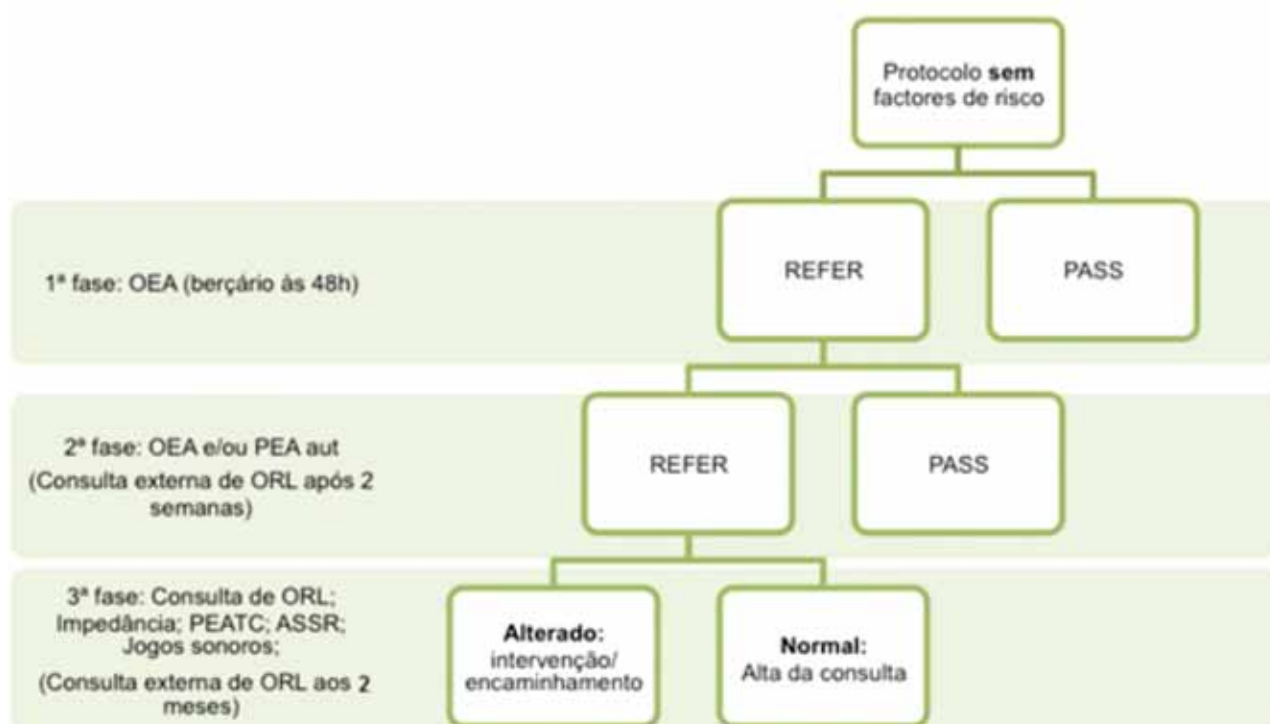 Protocolo sem
factores de risco
1ª fase: OEA (berçário às 48h)
REFER
PASS
2ª fase: OEA e/ou PEA aut
(Consulta externa de ORL após 2
semanas)
REFER
PASS
3ª fase: Consulta de ORL;
Impedância; PEATC; ASSR;
Jogos sonoros;
(Consulta externa de ORL aos 2
meses)
Alterado:
intervenção/
encaminhamento
Normal:
Alta da consulta